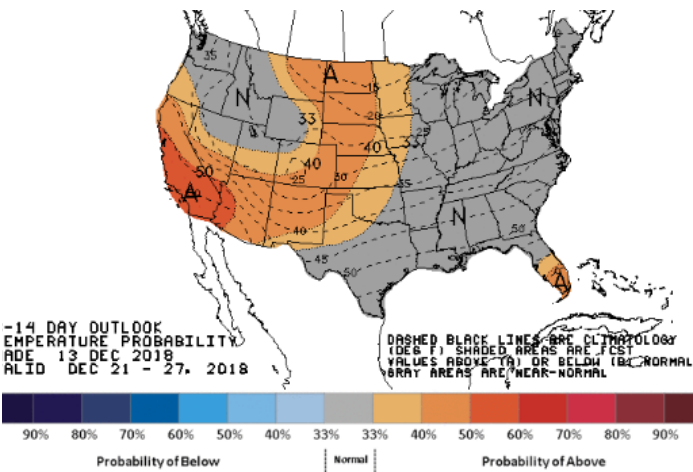 35
N
A
N
33
15
20
25
33
40
40
50
25
30
35
A
N
40
50
45
50
A
-14 DAY OUTLOOK
EMPERATURE PROBABILITY
ADE 13 DEC 2018
ALID DEC 21 - 27, 2018
DASHED BLACK LINES ARE CLIMATOLOGY
(DEG F) SHADED AREAS ARE FCST
VALUES ABOVE (A) OR BELOW (B) NORMAL
GRAY AREAS ARE NEAR-NORMAL
90% 80% 70% 60% 50% 40% 33% 33% 40% 50% 60% 70% 80% 90%
Probability of Below Normal Probability of Above